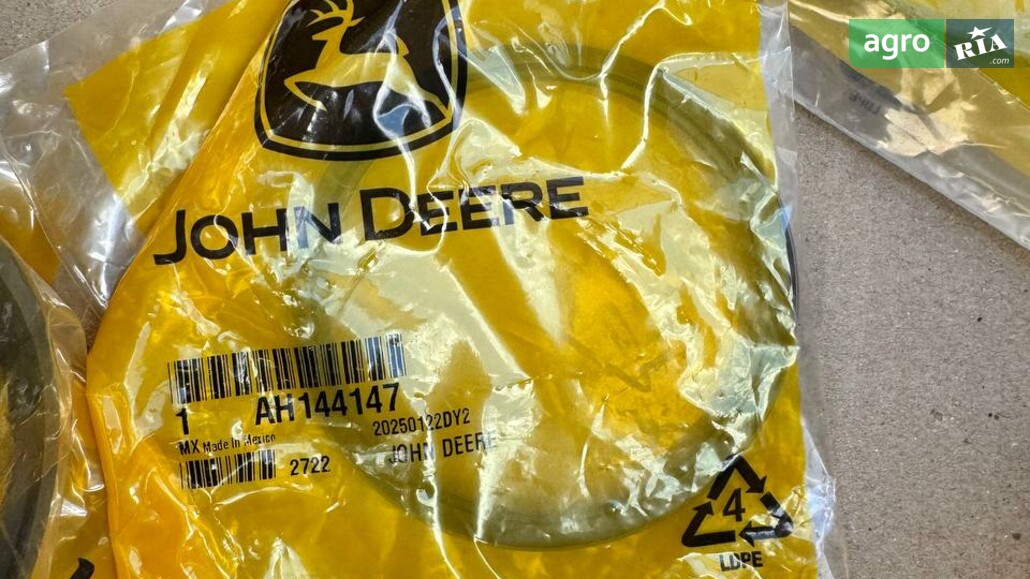 agro RIA
.com
JOHN DEERE
1 AH144147
20250122DY2
MX Made In Mexico
JOHN DEERE
2722
4
LDPE